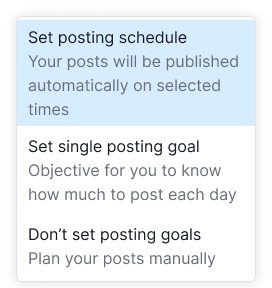 Set posting schedule
Your posts will be published
automatically on selected
times
Set single posting goal
Objective for you to know
how much to post each day
Don’t set posting goals
Plan your posts manually